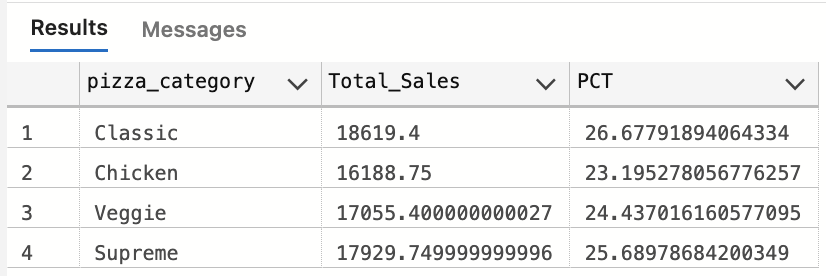 Results Messages
pizza_category Total_Sales PCT
1 Classic 18619.4 26.67791894064334
2 Chicken 16188.75 23.195278056776257
3 Veggie 17055.400000000027 24.437016160577095
4 Supreme 17929.749999999996 25.68978684200349